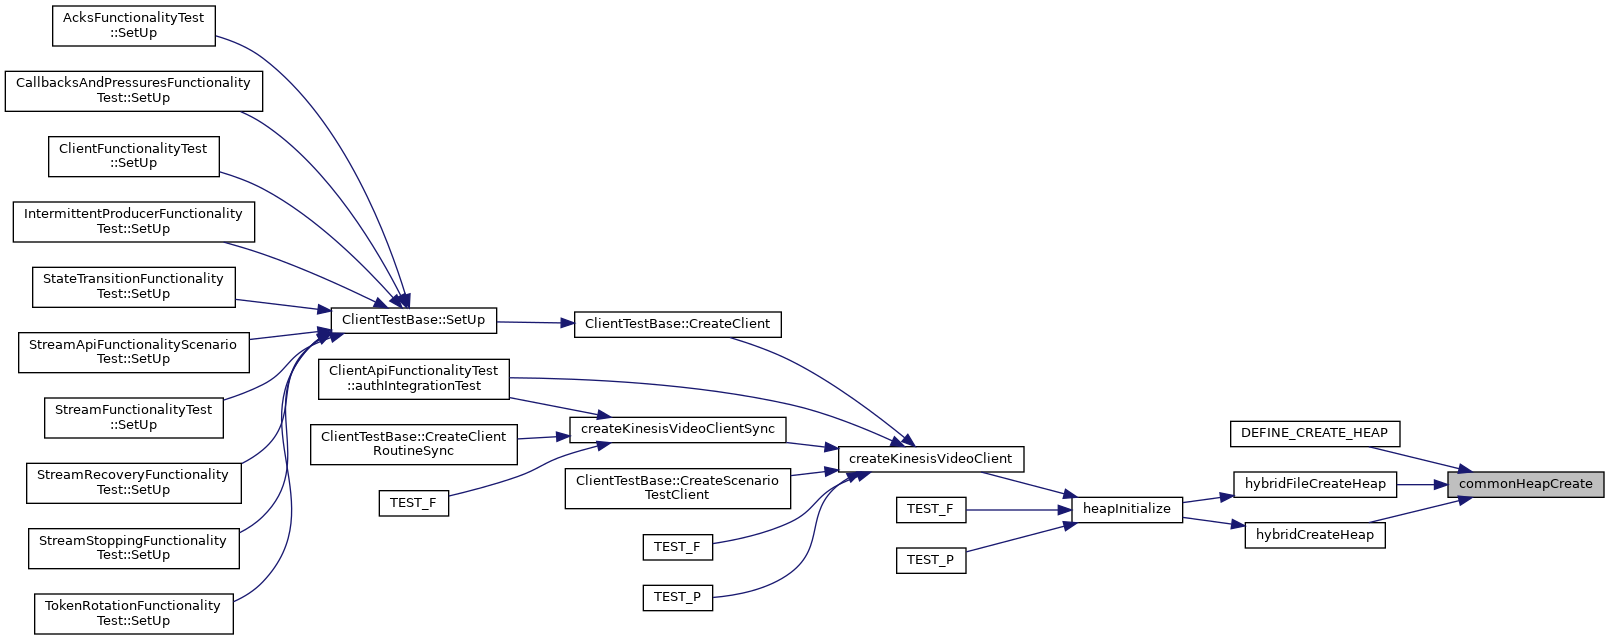 AcksFunctionalityTest
::SetUp
CallbacksAndPressuresFunctionality
Test::SetUp
ClientFunctionalityTest
::SetUp
IntermittentProducerFunctionality
Test::SetUp
StateTransitionFunctionality
Test::SetUp
StreamApiFunctionalityScenario
Test::SetUp
StreamFunctionalityTest
::SetUp
StreamRecoveryFunctionality
Test::SetUp
StreamStoppingFunctionality
Test::SetUp
TokenRotationFunctionality
Test::SetUp
ClientTestBase::SetUp
ClientApiFunctionalityTest
::authIntegrationTest
ClientTestBase::CreateClient
RoutineSync
TEST_F
ClientTestBase::CreateClient
createKinesisVideoClientSync
ClientTestBase::CreateScenario
TestClient
TEST_F
TEST_P
createKinesisVideoClient
TEST_F
TEST_P
heapInitialize
DEFINE_CREATE_HEAP
hybridFileCreateHeap
hybridCreateHeap
commonHeapCreate